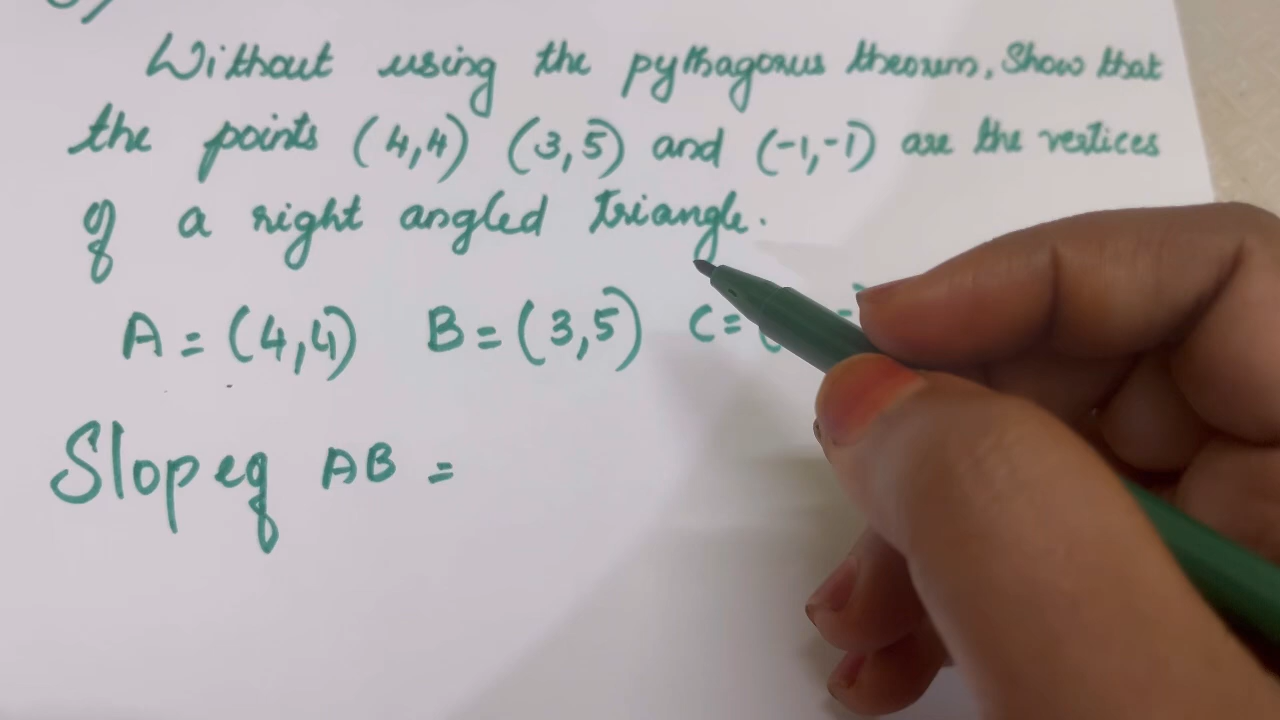 Without using the pythagorus theorem, Show that
the points (4,4) (3,5) and (-1,-1) are the vertices
of a right angled triangle.
A = (4,4) B = (3,5) C = (
Slope of AB =